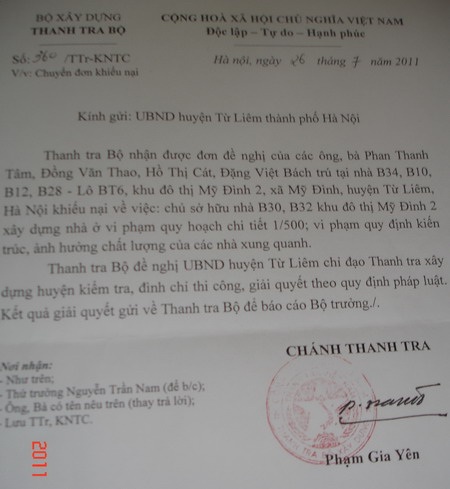 BỘ XÂY DỰNG
THANH TRA BỘ
CỘNG HOÀ XÃ HỘI CHỦ NGHĨA VIỆT NAM
Độc lập – Tự do – Hạnh phúc
Số: 360 /TTr-KNTC
V/v: Chuyển đơn khiếu nại
Hà nội, ngày 26 tháng 7 năm 2011
Kính gửi: UBND huyện Từ Liêm thành phố Hà Nội
Thanh tra Bộ nhận được đơn đề nghị của các ông, bà Phan Thanh
Tâm, Đồng Văn Thao, Hồ Thị Cát, Đặng Việt Bách trú tại nhà B34, B10,
B12, B28 - Lô BT6, khu đô thị Mỹ Đình 2, xã Mỹ Đình, huyện Từ Liêm,
Hà Nội khiếu nại về việc: chủ sở hữu nhà B30, B32 khu đô thị Mỹ Đình 2
xây dựng nhà ở vi phạm quy hoạch chi tiết 1/500; vi phạm quy định kiến
trúc, ảnh hưởng chất lượng của các nhà xung quanh.
Thanh tra Bộ đề nghị UBND huyện Từ Liêm chỉ đạo Thanh tra xây
dựng huyện kiểm tra, đình chỉ thi công, giải quyết theo quy định pháp luật.
Kết quả giải quyết gửi về Thanh tra Bộ để báo cáo Bộ trưởng./.
CHÁNH THANH TRA
Nơi nhận:
- Như trên;
- Thứ trưởng Nguyễn Trần Nam (để b/c);
- Ông, Bà có tên nêu trên (thay trả lời);
- Lưu TTr, KNTC.
Phạm Gia Yên
2011